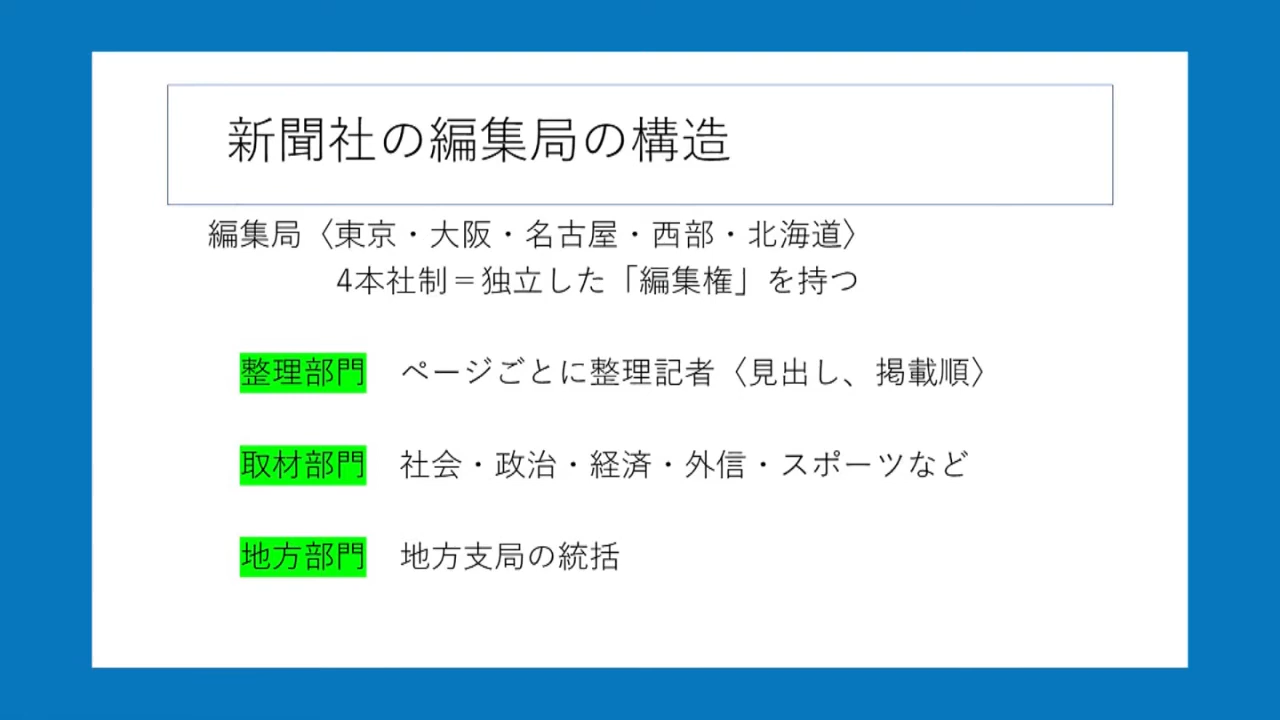 新聞社の編集局の構造
編集局〈東京・大阪・名古屋・西部・北海道〉
4本社制＝独立した「編集権」を持つ
整理部門　ページごとに整理記者〈見出し、掲載順〉
取材部門　社会・政治・経済・外信・スポーツなど
地方部門　地方支局の統括